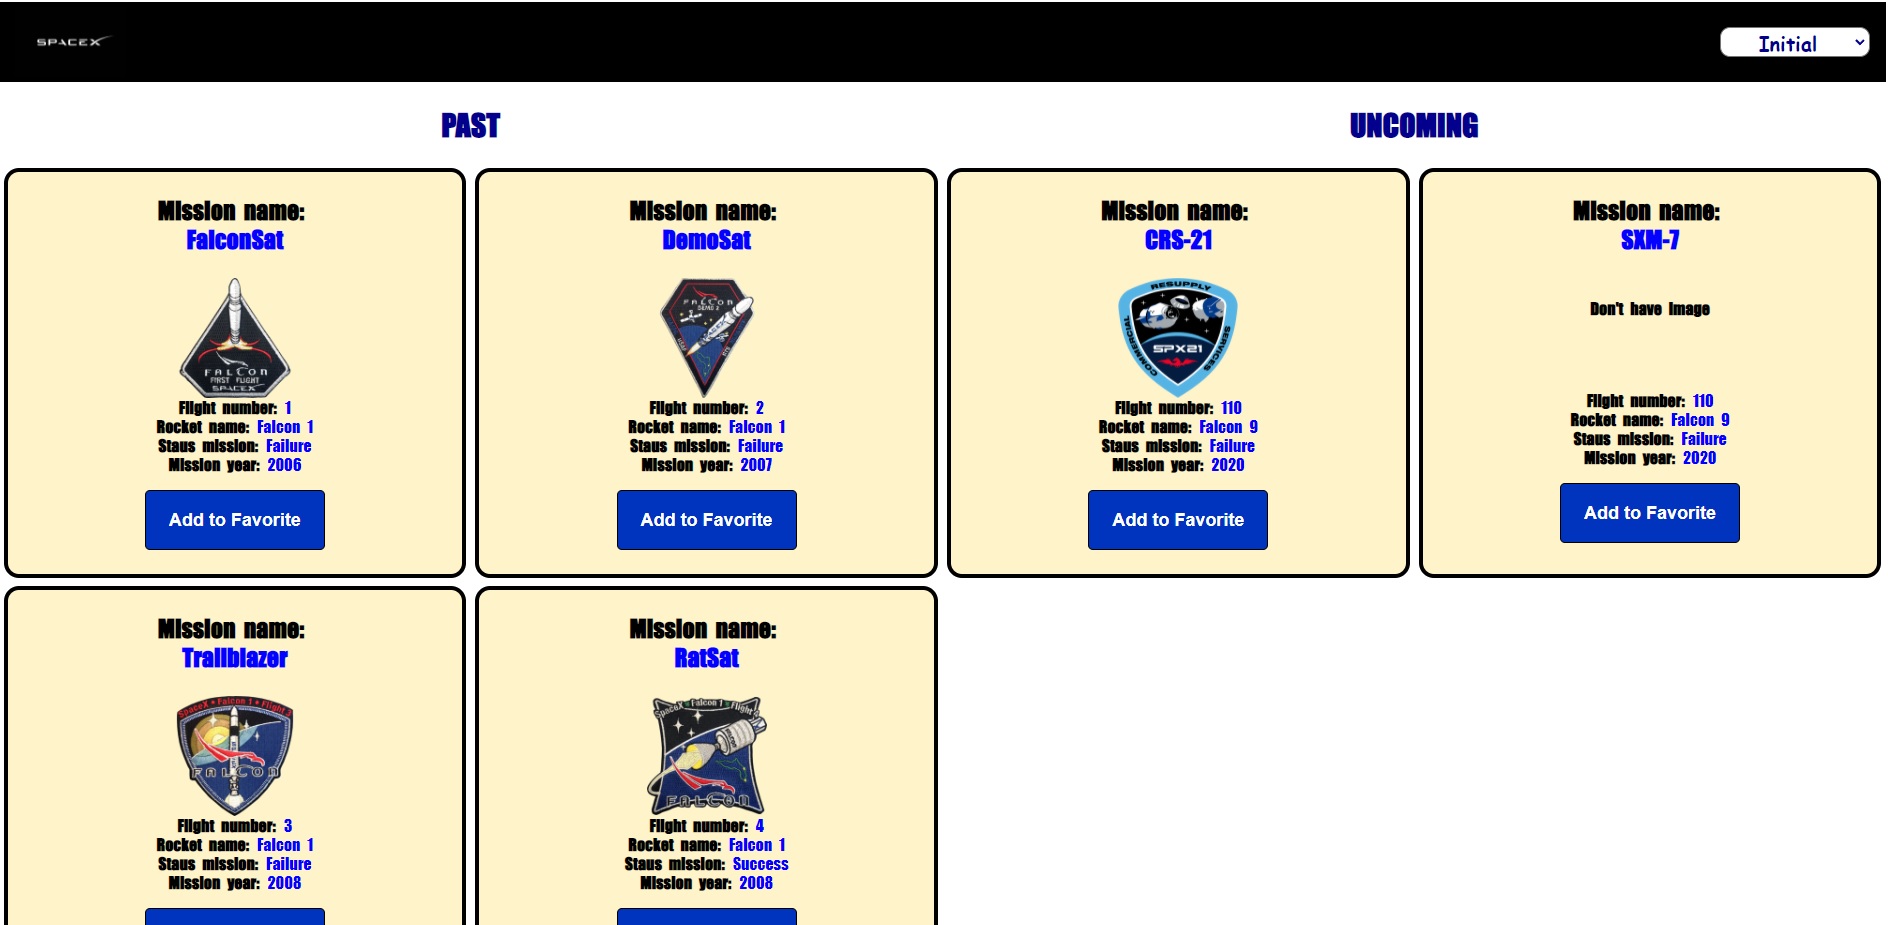 SPACEX
Initial
PAST
UNCOMING
Mission name:
FalconSat
FALCON
FIRST FLIGHT
SPACEX
Flight number: 1
Rocket name: Falcon 1
Staus mission: Failure
Mission year: 2006
Add to Favorite
Mission name:
DemoSat
FALCON
DEMO 2
Flight number: 2
Rocket name: Falcon 1
Staus mission: Failure
Mission year: 2007
Add to Favorite
Mission name:
CRS-21
RESUPPLY
COMMERCIAL
SERVICES
SPX21
Flight number: 110
Rocket name: Falcon 9
Staus mission: Failure
Mission year: 2020
Add to Favorite
Mission name:
SXM-7
Don't have image
Flight number: 110
Rocket name: Falcon 9
Staus mission: Failure
Mission year: 2020
Add to Favorite
Mission name:
Trailblazer
SpaceX • Falcon 1 • Flight 3
FALCON
Flight number: 3
Rocket name: Falcon 1
Staus mission: Failure
Mission year: 2008
Mission name:
RatSat
SpaceX • Falcon 1 • Flight 4
FALCON
Flight number: 4
Rocket name: Falcon 1
Staus mission: Success
Mission year: 2008